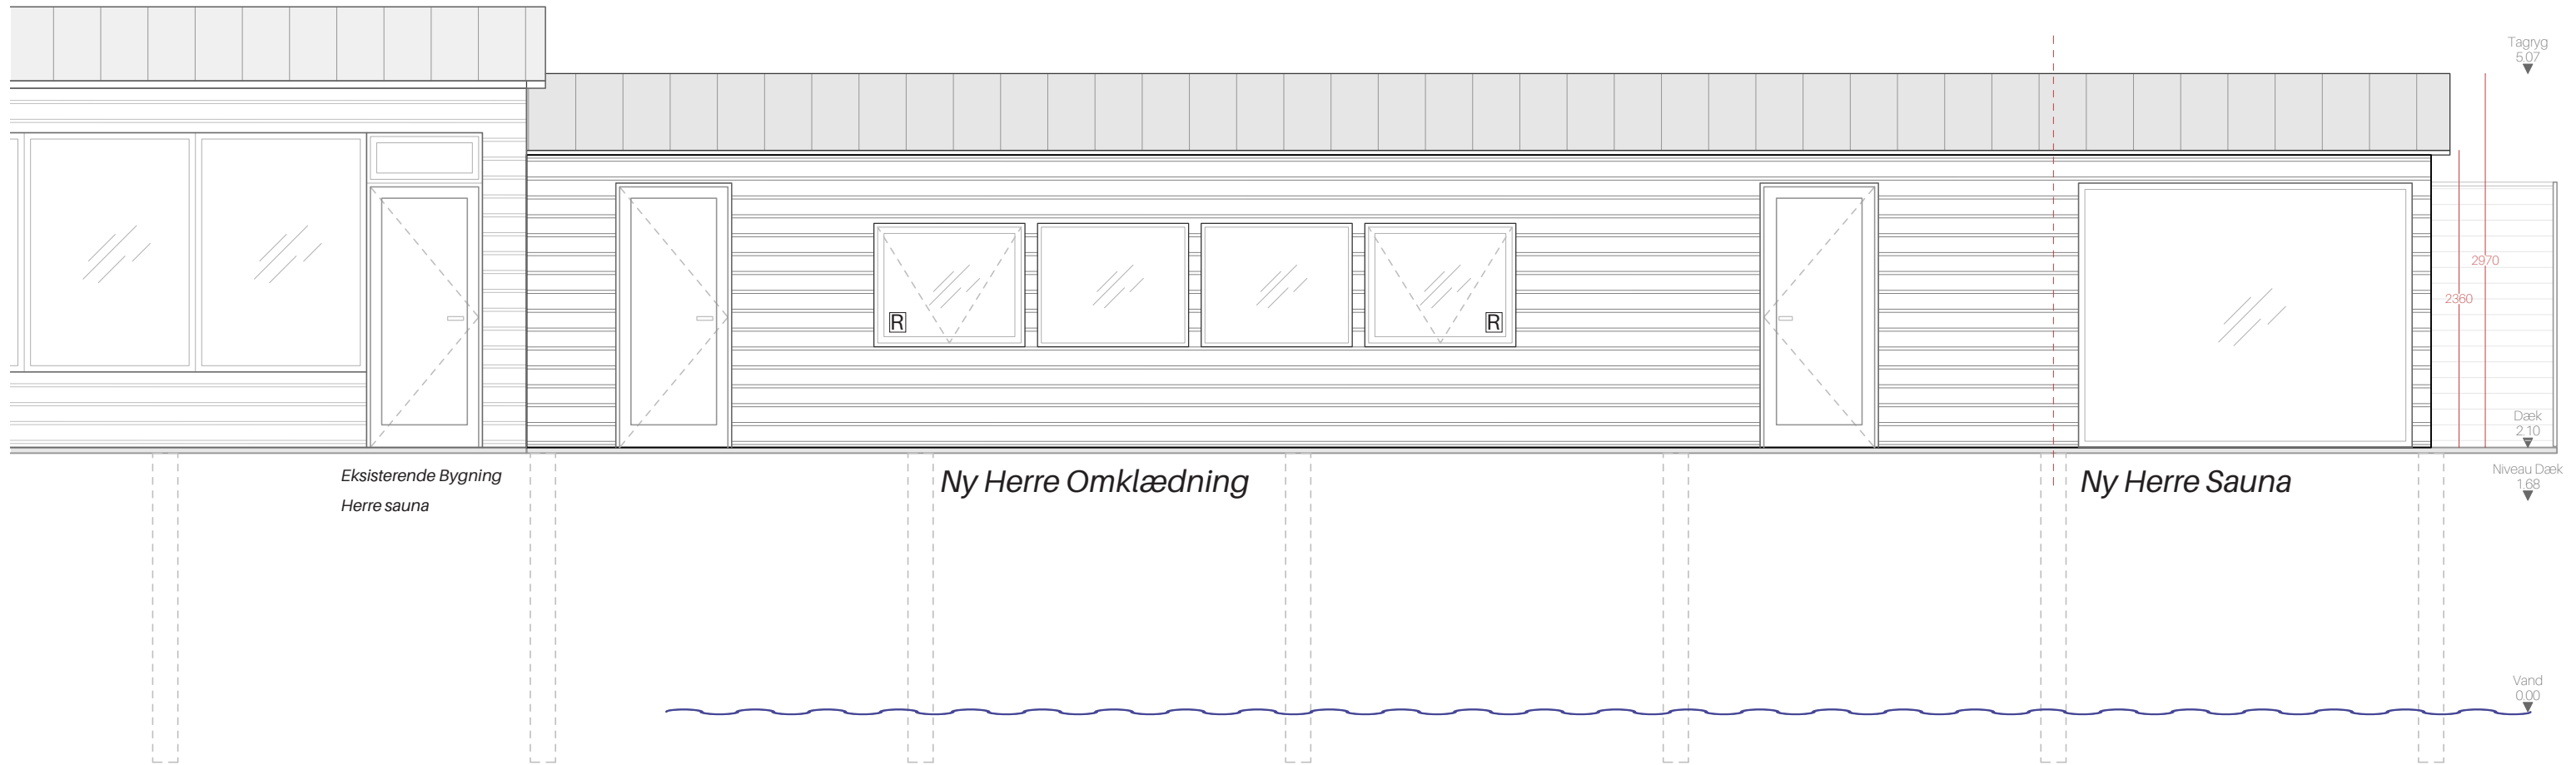 Tagryg
5.07
2970
2360
R
R
Dæk
2.10
Eksisterende Bygning
Herre sauna
Ny Herre Omklædning
Ny Herre Sauna
Niveau Dæk
1.68
Vand
0.00